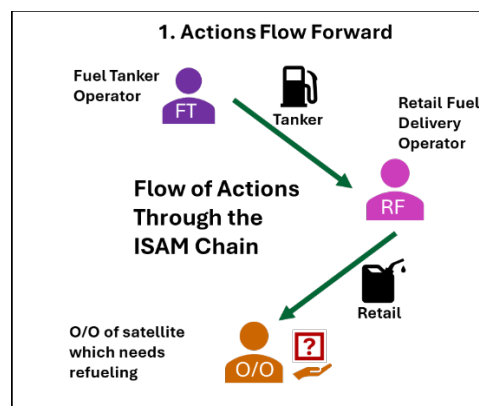 1. Actions Flow Forward
Fuel Tanker
Operator
FT
Tanker
Retail Fuel
Delivery
Operator
RF
Flow of Actions
Through the
ISAM Chain
Retail
O/O of satellite
which needs
refueling
O/O
?